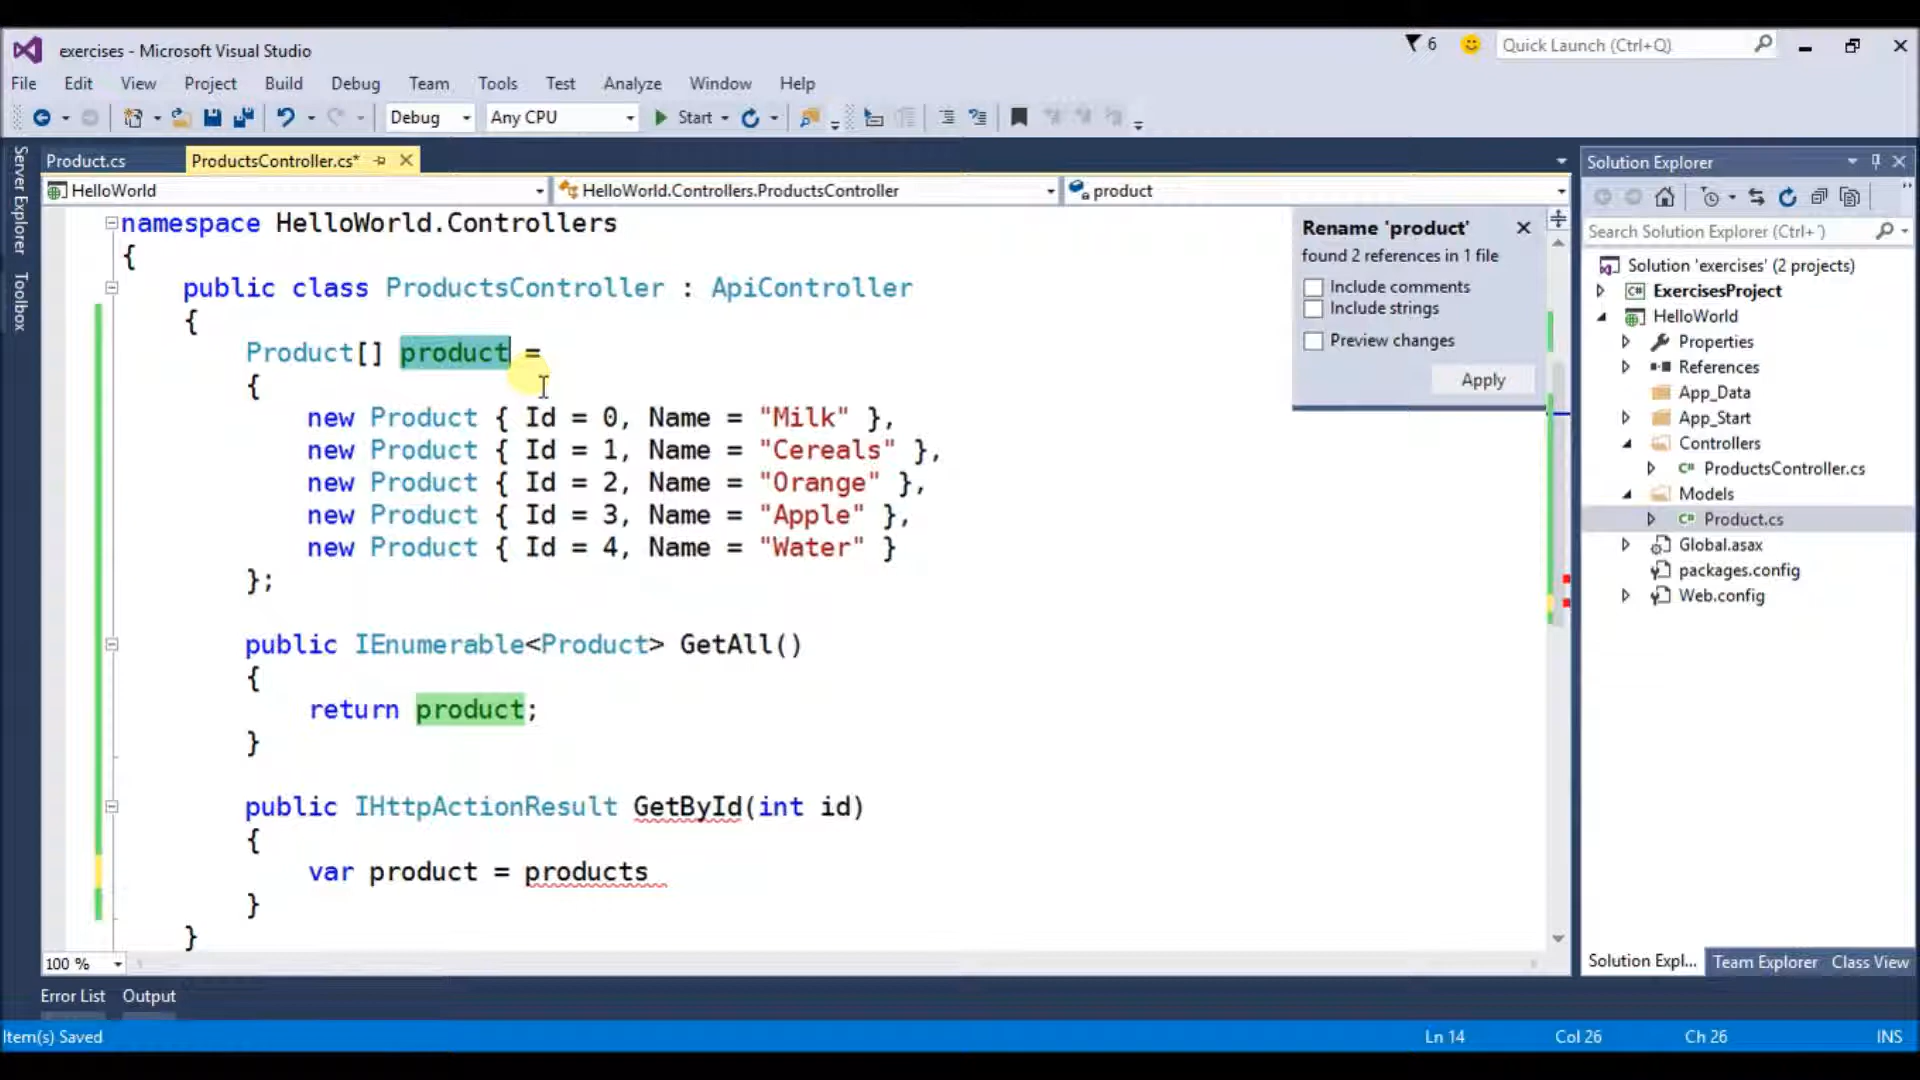 exercises - Microsoft Visual Studio
6
Quick Launch (Ctrl+Q)
File Edit View Project Build Debug Team Tools Test Analyze Window Help
Debug Any CPU Start
Server Explorer
Toolbox
Product.cs ProductsController.cs*
HelloWorld HelloWorld.Controllers.ProductsController product
namespace HelloWorld.Controllers
{
public class ProductsController : ApiController
{
Product[] product =
{
new Product { Id = 0, Name = "Milk" },
new Product { Id = 1, Name = "Cereals" },
new Product { Id = 2, Name = "Orange" },
new Product { Id = 3, Name = "Apple" },
new Product { Id = 4, Name = "Water" }
};
public IEnumerable<Product> GetAll()
{
return product;
}
public IHttpActionResult GetById(int id)
{
var product = products
}
}
Rename 'product'
found 2 references in 1 file
Include comments
Include strings
Preview changes
Apply
Solution Explorer
Search Solution Explorer (Ctrl+')
Solution 'exercises' (2 projects)
C# ExercisesProject
HelloWorld
Properties
References
App_Data
App_Start
Controllers
C# ProductsController.cs
Models
C# Product.cs
Global.asax
packages.config
Web.config
Solution Expl... Team Explorer Class View
100 %
Error List Output
Item(s) Saved
Ln 14 Col 26 Ch 26 INS